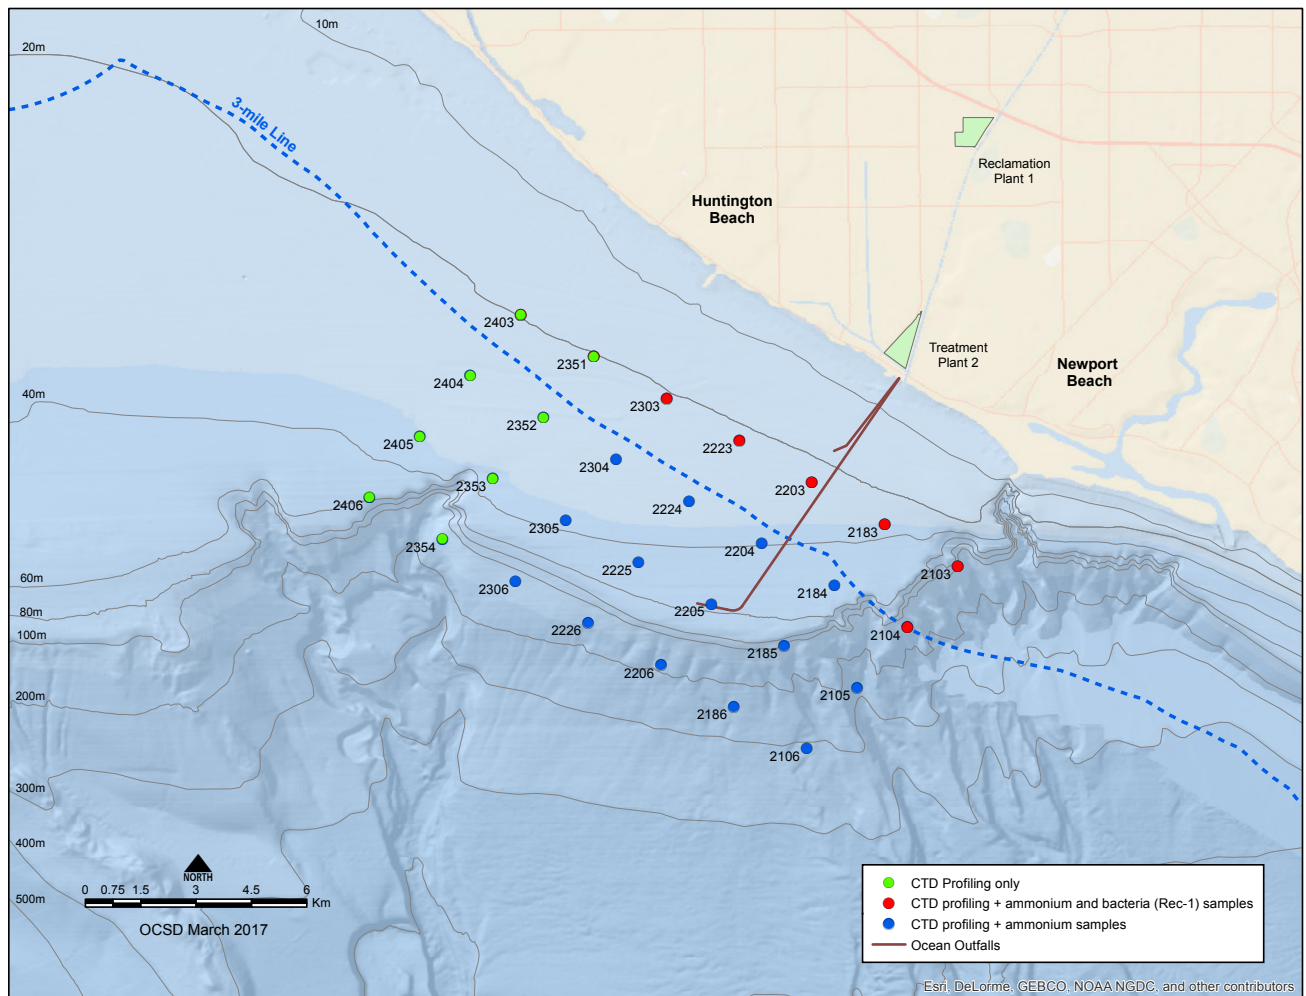 10m
20m
3-mile Line
Reclamation
Plant 1
Huntington
Beach
2403
2351
Treatment
Plant 2
Newport
Beach
2404
40m
2303
2352
2405
2223
2304
2353
2203
2406
2224
2305
2183
2354
2204
2225
2103
60m
2306
2184
80m
2205
100m
2226
2104
2185
2206
200m
2105
2186
2106
300m
400m
500m
NORTH
0 0.75 1.5 3 4.5 6
Km
OCSD March 2017
CTD Profiling only
CTD profiling + ammonium and bacteria (Rec-1) samples
CTD profiling + ammonium samples
Ocean Outfalls
Esri, DeLorme, GEBCO, NOAA NGDC, and other contributors